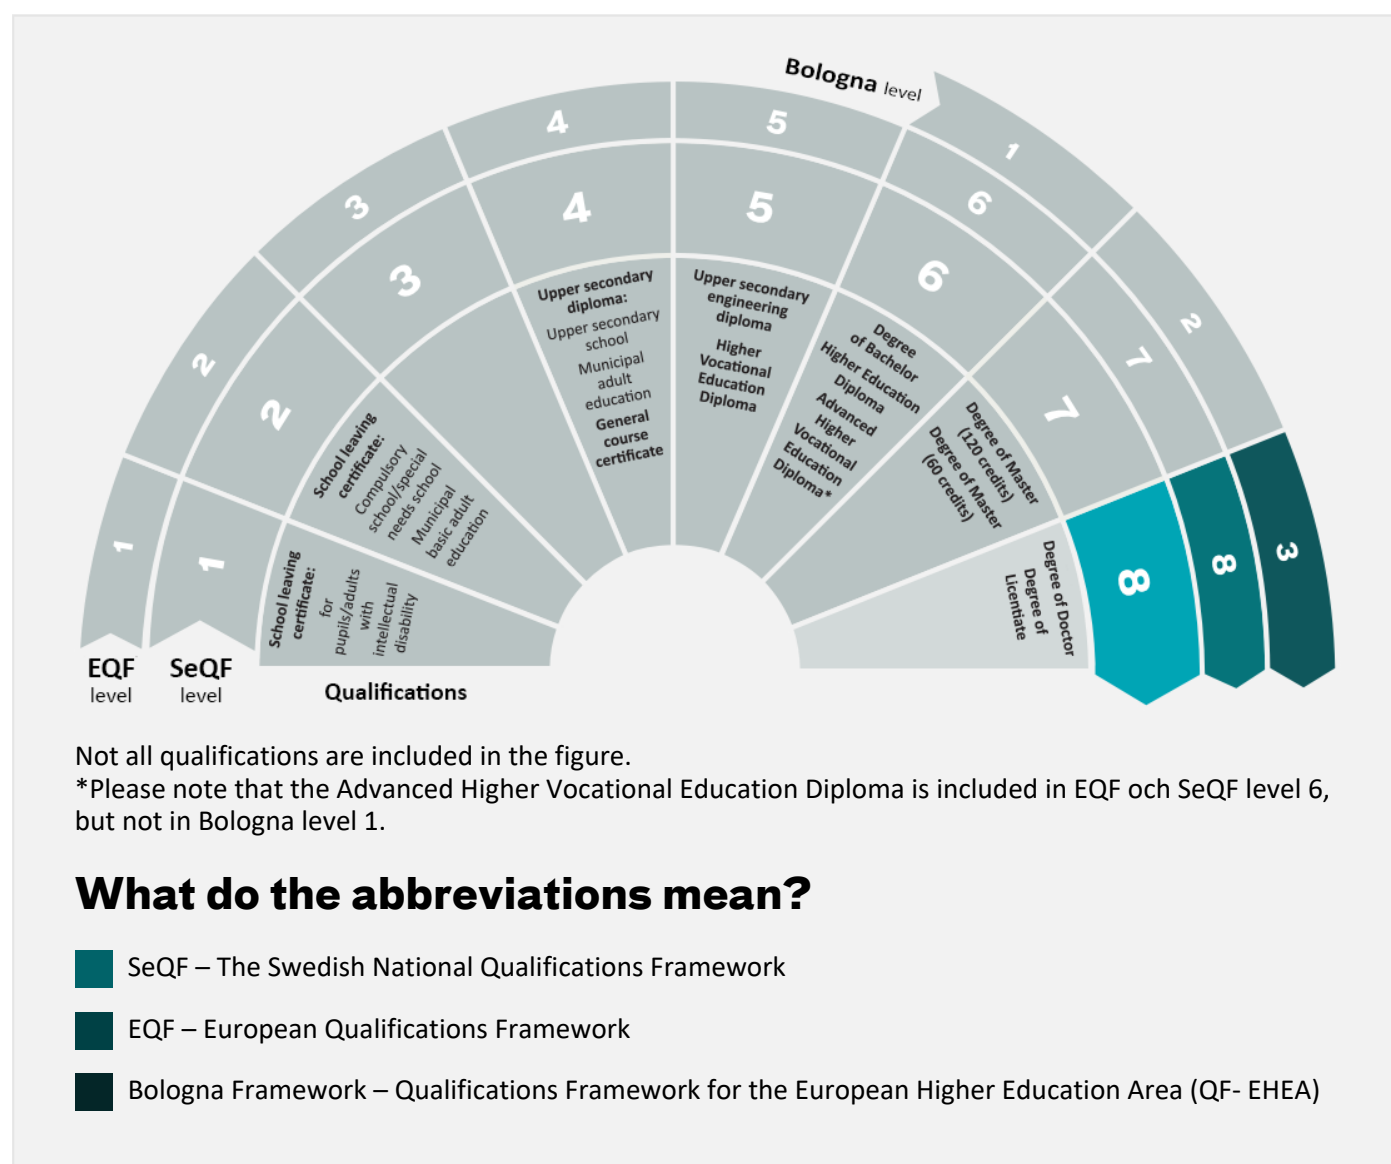 Bologna level
1
2
3
4
5
6
7
8
1
2
3
4
5
6
7
8
1
2
3
School leaving
certificate:
for
pupils/adults
with
intellectual
disability
School leaving
certificate:
Compulsory
school/special
needs school
Municipal
basic adult
education
Upper secondary
diploma:
Upper secondary
school
Municipal
adult
education
General
course
certificate
Upper secondary
engineering
diploma
Higher
Vocational
Education
Diploma
Degree
of Bachelor
Higher Education
Diploma
Advanced
Higher
Vocational
Education
Diploma*
Degree of Master
(120 credits)
Degree of Master
(60 credits)
Degree of Doctor
Degree of
Licentiate
EQF
level
SeQF
level
Qualifications
Not all qualifications are included in the figure.
*Please note that the Advanced Higher Vocational Education Diploma is included in EQF och SeQF level 6,
but not in Bologna level 1.
What do the abbreviations mean?
SeQF – The Swedish National Qualifications Framework
EQF – European Qualifications Framework
Bologna Framework – Qualifications Framework for the European Higher Education Area (QF- EHEA)